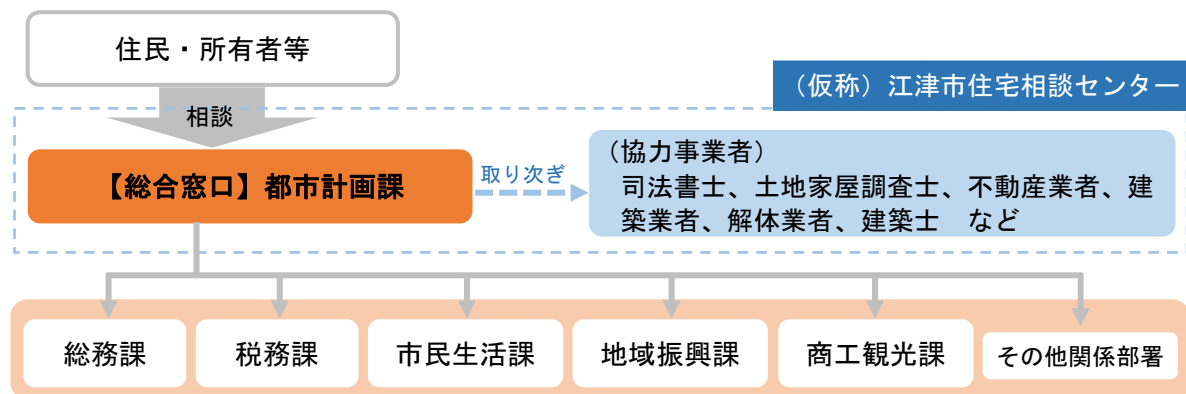 住民・所有者等
（仮称）江津市住宅相談センター
相談
【総合窓口】都市計画課
取り次ぎ
（協力事業者）
司法書士、土地家屋調査士、不動産業者、建
築業者、解体業者、建築士　など
総務課
税務課
市民生活課
地域振興課
商工観光課
その他関係部署